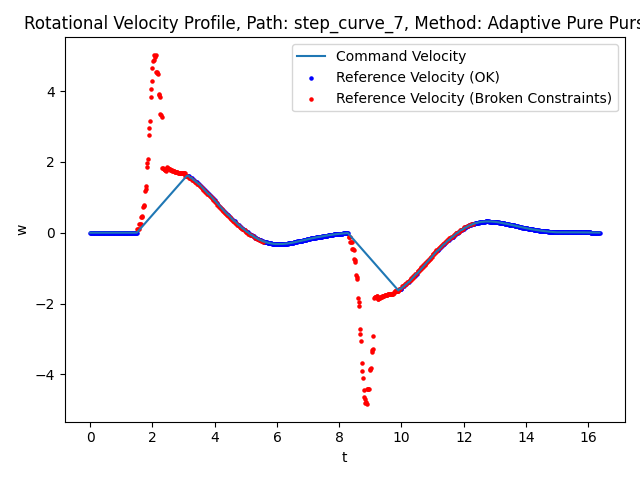 Rotational Velocity Profile, Path: step_curve_7, Method: Adaptive Pure Purs
Command Velocity
Reference Velocity (OK)
Reference Velocity (Broken Constraints)
w
4
2
0
−2
−4
0 2 4 6 8 10 12 14 16
t